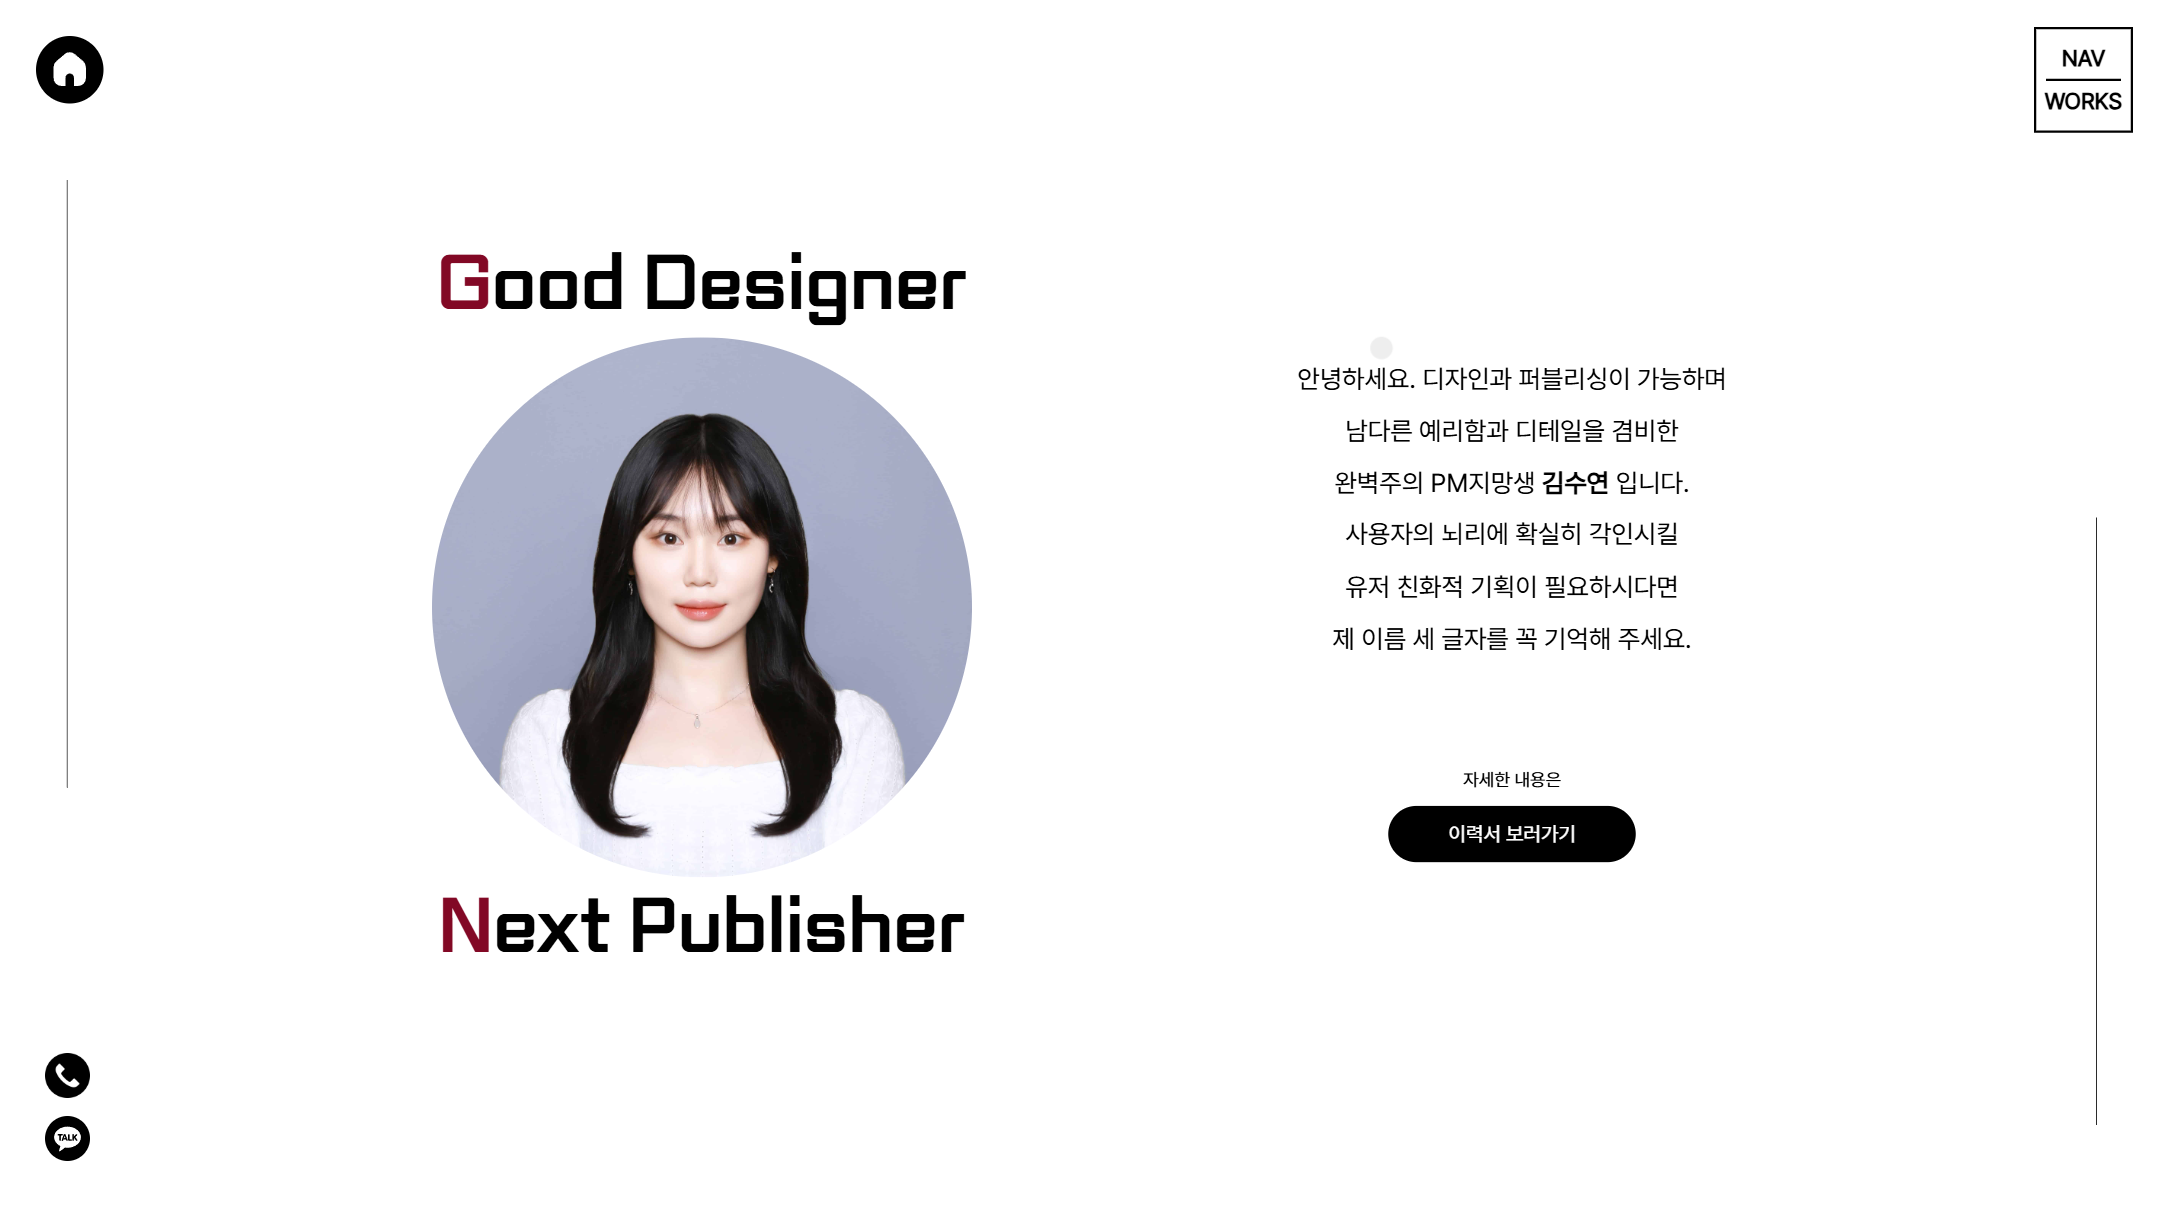 NAV
WORKS
Good Designer
안녕하세요. 디자인과 퍼블리싱이 가능하며
남다른 예리함과 디테일을 겸비한
완벽주의 PM지망생 김수연 입니다.
사용자의 뇌리에 확실히 각인시킬
유저 친화적 기획이 필요하시다면
제 이름 세 글자를 꼭 기억해 주세요.
자세한 내용은
이력서 보러가기
Next Publisher
TALK